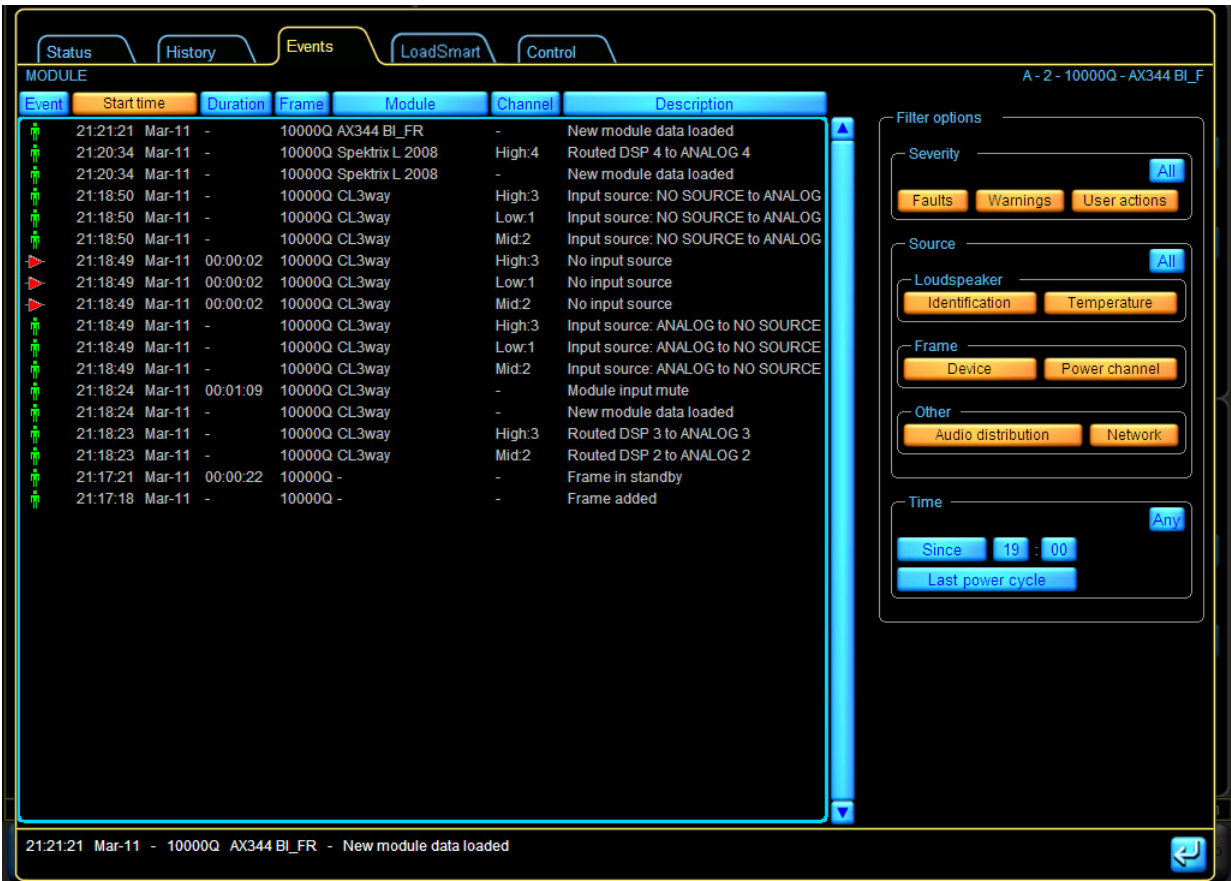 Status History Events LoadSmart Control
MODULE A - 2 - 10000Q - AX344 BI_F
Event Start time Duration Frame Module Channel Description
21:21:21 Mar-11 - 10000Q AX344 BI_FR - New module data loaded
21:20:34 Mar-11 - 10000Q Spektrix L 2008 High:4 Routed DSP 4 to ANALOG 4
21:20:34 Mar-11 - 10000Q Spektrix L 2008 - New module data loaded
21:18:50 Mar-11 - 10000Q CL3way High:3 Input source: NO SOURCE to ANALOG
21:18:50 Mar-11 - 10000Q CL3way Low:1 Input source: NO SOURCE to ANALOG
21:18:50 Mar-11 - 10000Q CL3way Mid:2 Input source: NO SOURCE to ANALOG
21:18:49 Mar-11 00:00:02 10000Q CL3way High:3 No input source
21:18:49 Mar-11 00:00:02 10000Q CL3way Low:1 No input source
21:18:49 Mar-11 00:00:02 10000Q CL3way Mid:2 No input source
21:18:49 Mar-11 - 10000Q CL3way High:3 Input source: ANALOG to NO SOURCE
21:18:49 Mar-11 - 10000Q CL3way Low:1 Input source: ANALOG to NO SOURCE
21:18:49 Mar-11 - 10000Q CL3way Mid:2 Input source: ANALOG to NO SOURCE
21:18:24 Mar-11 00:01:09 10000Q CL3way - Module input mute
21:18:24 Mar-11 - 10000Q CL3way - New module data loaded
21:18:23 Mar-11 - 10000Q CL3way High:3 Routed DSP 3 to ANALOG 3
21:18:23 Mar-11 - 10000Q CL3way Mid:2 Routed DSP 2 to ANALOG 2
21:17:21 Mar-11 00:00:22 10000Q - - Frame in standby
21:17:18 Mar-11 - 10000Q - - Frame added
Filter options
Severity
All
Faults Warnings User actions
Source
All
Loudspeaker
Identification Temperature
Frame
Device Power channel
Other
Audio distribution Network
Time
Any
Since 19 : 00
Last power cycle
21:21:21 Mar-11 - 10000Q AX344 BI_FR - New module data loaded